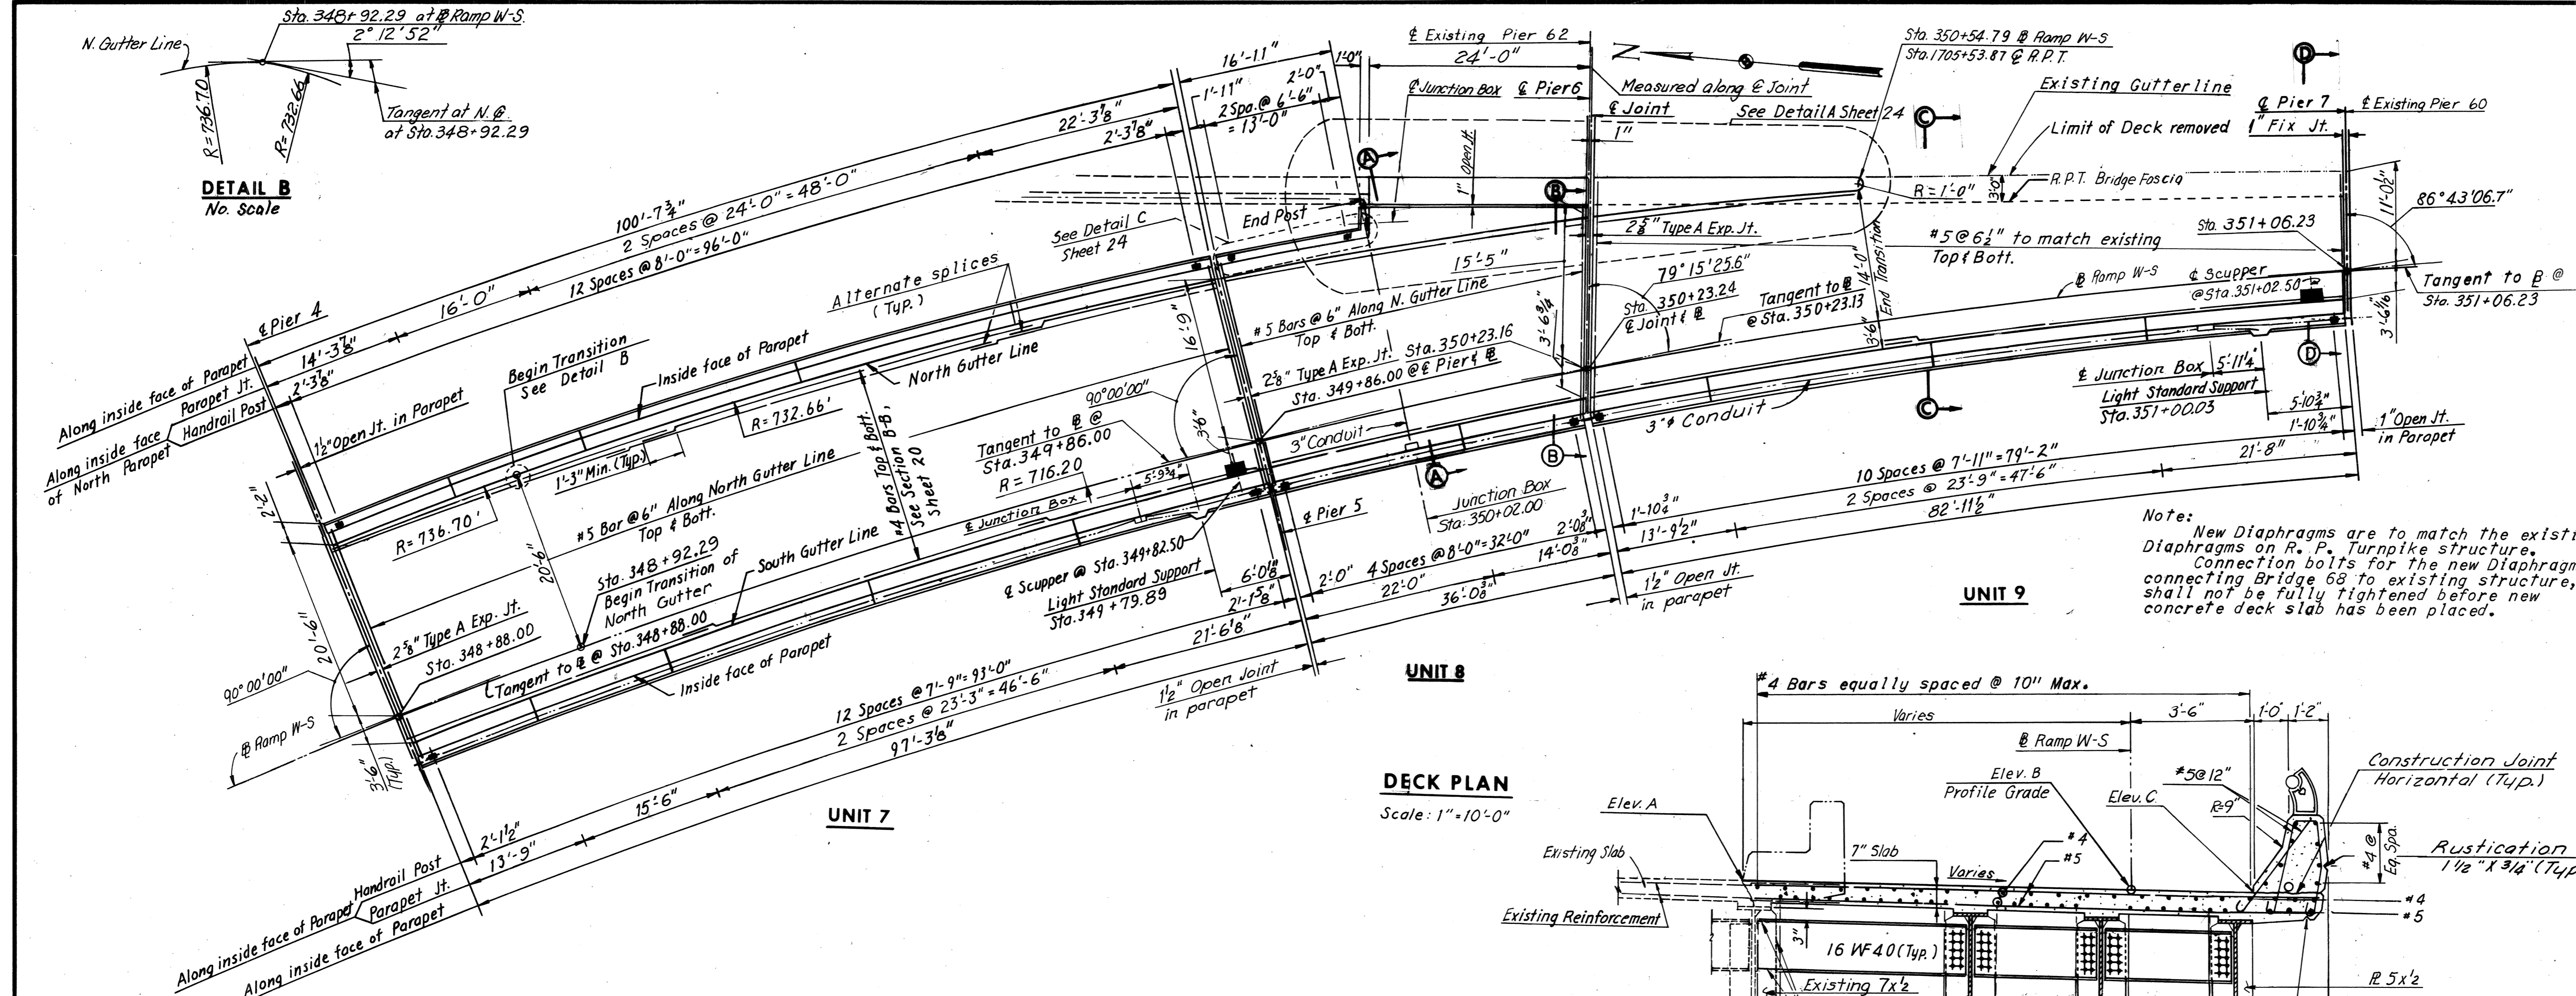 Sta. 348+92.29 at ⅊ Ramp W-S.
2° 12' 52"
N. Gutter Line
R=736.70
R=732.66
Tangent at N. ⅊.
at Sta. 348+92.29
DETAIL B
No. Scale
℄ Existing Pier 62
24'-0"
N
16'-11"
1'-0"
2'-0"
1'-11"
2 Spa. @ 6'-6"
= 13'-0"
22'-3⅞"
2'-3⅞"
℄ Junction Box
℄ Pier 6
Measured along ℄ Joint
℄ Joint
1"
See Detail A Sheet 24
Sta. 350+54.79 ⅊ Ramp W-S
Sta. 1705+53.87 ℄ R.P.T.
Existing Gutterline
Limit of Deck removed
℄ Pier 7
℄ Existing Pier 60
1" Fix Jt.
R.P.T. Bridge Fascia
R=1'-0"
3'-0"
11'-0½"
86°43'06.7"
100'-7¾"
2 Spaces @ 24'-0" = 48'-0"
12 Spaces @ 8'-0" = 96'-0"
16'-0"
14'-3⅞"
2'-3⅞"
℄ Pier 4
Along inside face of Parapet
Along inside face
of North Parapet
Parapet Jt.
Handrail Post
1½" Open Jt. in Parapet
Begin Transition
See Detail B
Inside face of Parapet
Alternate splices
(Typ.)
North Gutter Line
See Detail C
Sheet 24
End Post
1" Open Jt.
A
B
C
D
2⅝" Type A Exp. Jt.
#5 @ 6½" to match existing
Top & Bott.
Sta. 351+06.23
⅊ Ramp W-S
℄ Scupper
@ Sta. 351+02.50
Tangent to ⅊ @
Sta. 351+06.23
3'-6 1/16"
15'-5"
#5 Bars @ 6" Along N. Gutter Line
Top & Bott.
79°15'25.6"
Sta. 350+23.24
℄ Joint & ⅊
Tangent to ⅊
@ Sta. 350+23.13
14'-0"
End Transition
3'-6"
3'-6¾"
16'-9"
3'-6"
2⅝" Type A Exp. Jt.
Sta. 350+23.16
Sta. 349+86.00 @ ℄ Pier & ⅊
90°00'00"
Tangent to ⅊ @
Sta. 349+86.00
R = 716.20
3" Conduit
3"φ Conduit
℄ Junction Box
5'-11¼"
Light Standard Support
Sta. 351+00.03
5'-10¾"
1'-10¾"
1" Open Jt.
in Parapet
R=732.66'
1'-3" Min. (Typ.)
R=736.70'
2'-2"
20'-6"
#5 Bar @ 6" Along North Gutter Line
Top & Bott.
#4 Bars Top & Bott.
See Section B-B,
Sheet 20
Sta. 348+92.29
Begin Transition of
North Gutter
South Gutter Line
℄ Junction Box
5'-9¾"
℄ Scupper @ Sta. 349+82.50
Light Standard Support
Sta. 349+79.89
℄ Pier 5
Junction Box
Sta. 350+02.00
A
B
C
D
10 Spaces @ 7'-11" = 79'-2"
2 Spaces @ 23'-9" = 47'-6"
82'-11½"
21'-8"
1'-10¾"
13'-9½"
2'-0⅜"
14'-0⅜"
4 Spaces @ 8'-0" = 32'-0"
2'-0"
22'-0"
36'-0⅜"
1½" Open Jt.
in parapet
6'-0⅛"
2'-1⅝"
21'-6⅛"
2⅝" Type A Exp. Jt.
Sta. 348+88.00
Tangent to ⅊ @ Sta. 348+88.00
Inside face of Parapet
20'-6"
90°00'00"
⅊ Ramp W-S
3'-6"
(Typ.)
12 Spaces @ 7'-9" = 93'-0"
2 Spaces @ 23'-3" = 46'-6"
97'-3⅛"
1½" Open Joint
in parapet
15'-6"
2'-1½"
13'-9"
Handrail Post
Parapet Jt.
Along inside face of Parapet
Along inside face of Parapet
UNIT 7
UNIT 8
UNIT 9
Note:
New Diaphragms are to match the existi
Diaphragms on R. P. Turnpike structure.
Connection bolts for the new Diaphragm
connecting Bridge 68 to existing structure,
shall not be fully tightened before new
concrete deck slab has been placed.
DECK PLAN
Scale: 1"=10'-0"
#4 Bars equally spaced @ 10" Max.
Varies
3'-6"
1'-0"
1'-2"
⅊ Ramp W-S
Elev. A
Elev. B
Profile Grade
Elev. C
#5@12"
R=9"
Construction Joint
Horizontal (Typ.)
#4 @
Eq. Spa.
Rustication
1½" X ¾" (Typ
Existing Slab
7" Slab
Varies
#4
#5
#4
#5
Existing Reinforcement
3"
16 WF 40 (Typ.)
Existing 7x½
℄ 5x½